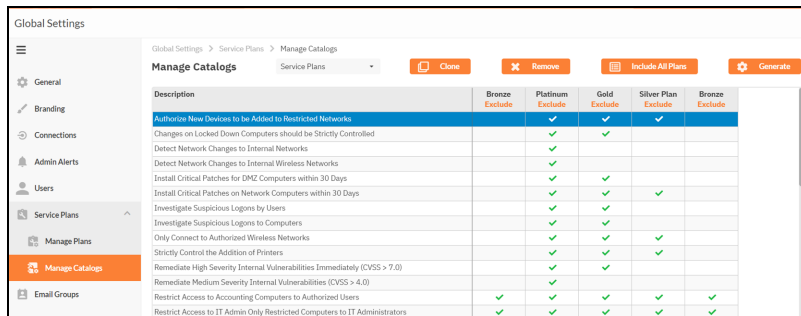 Global Settings
Global Settings > Service Plans > Manage Catalogs
Manage Catalogs
Service Plans
Clone
Remove
Include All Plans
Generate
General
Branding
Connections
Admin Alerts
Users
Service Plans
Manage Plans
Manage Catalogs
Email Groups
Description Bronze Platinum Gold Silver Plan Bronze
Exclude Exclude Exclude Exclude Exclude
Authorize New Devices to be Added to Restricted Networks
Changes on Locked Down Computers should be Strictly Controlled
Detect Network Changes to Internal Networks
Detect Network Changes to Internal Wireless Networks
Install Critical Patches for DMZ Computers within 30 Days
Install Critical Patches on Network Computers within 30 Days
Investigate Suspicious Logons by Users
Investigate Suspicious Logons to Computers
Only Connect to Authorized Wireless Networks
Strictly Control the Addition of Printers
Remediate High Severity Internal Vulnerabilities Immediately (CVSS > 7.0)
Remediate Medium Severity Internal Vulnerabilities (CVSS > 4.0)
Restrict Access to Accounting Computers to Authorized Users
Restrict Access to IT Admin Only Restricted Computers to IT Administrators